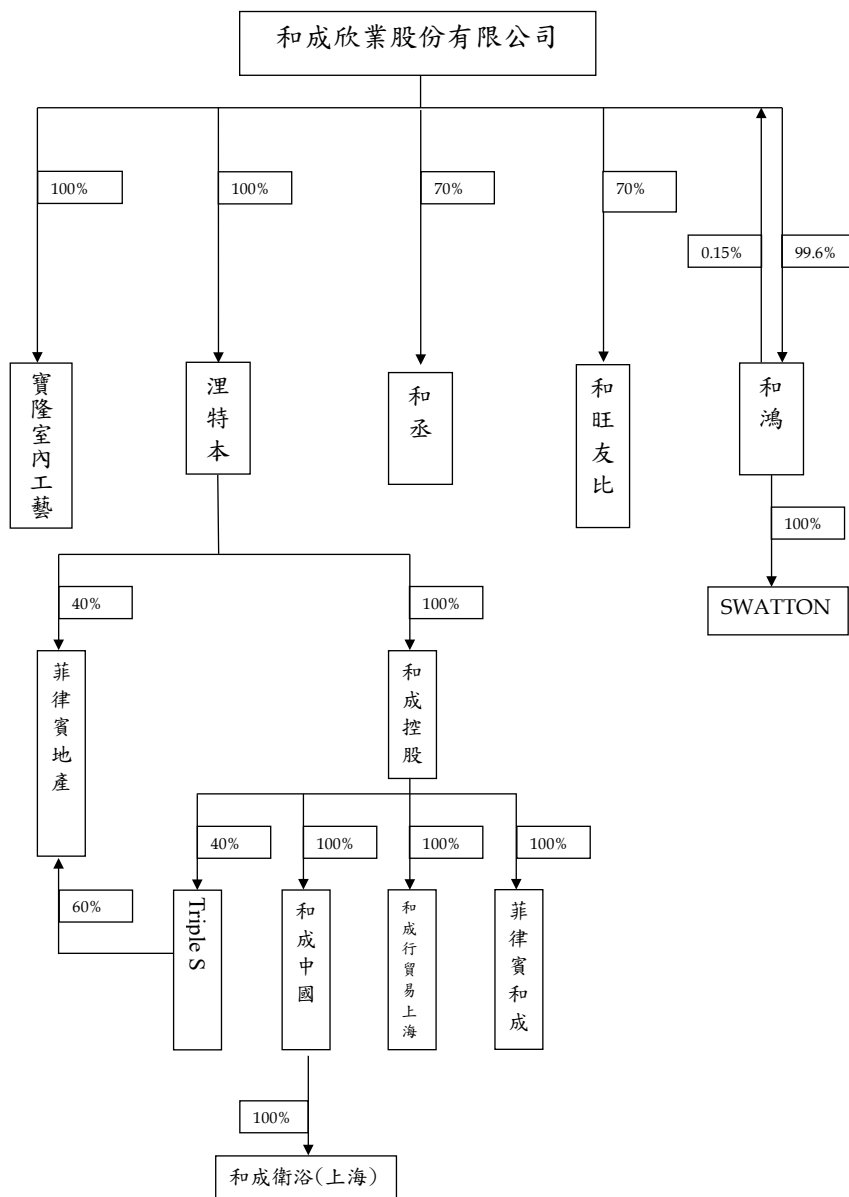 和成欣業股份有限公司
100%
100%
70%
70%
0.15%
99.6%
寶隆室內工藝
浬特本
和丞
和旺友比
和鴻
100%
SWATTON
40%
100%
菲律賓地產
和成控股
40%
100%
100%
100%
60%
Triple S
和成中國
和成行貿易上海
菲律賓和成
100%
和成衛浴(上海)